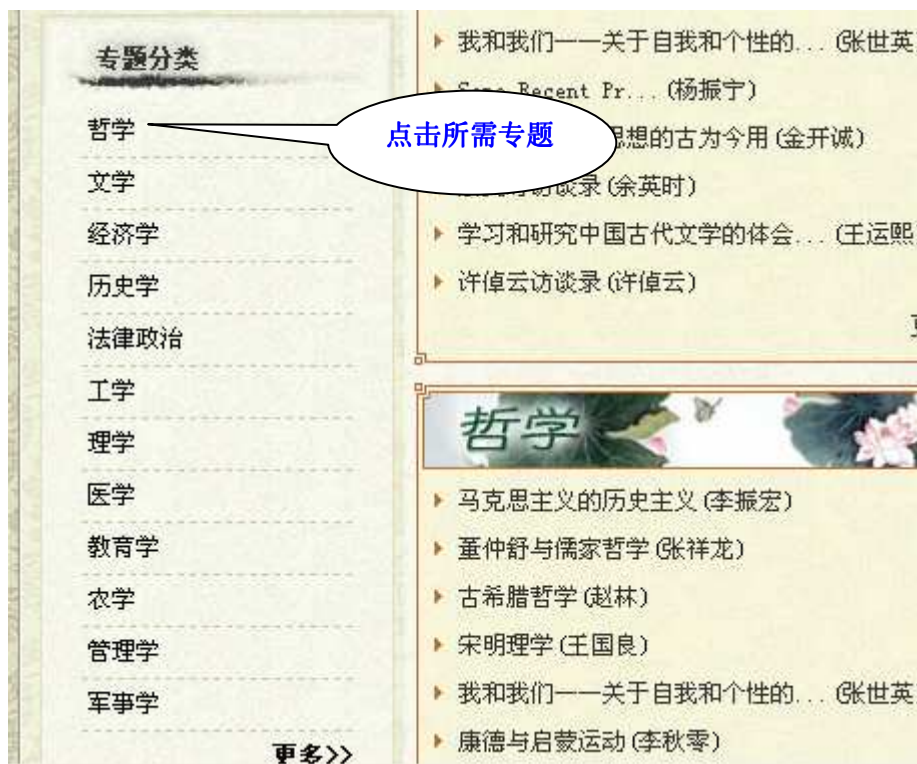 专题分类
哲学
文学
经济学
历史学
法律政治
工学
理学
医学
教育学
农学
管理学
军事学
更多>>
点击所需专题
我和我们——关于自我和个性的... (张世英
Recent Pr... (杨振宁)
思想的古为今用 (金开诚)
访谈录 (余英时)
学习和研究中国古代文学的体会... (王运熙
许倬云访谈录 (许倬云)
哲学
马克思主义的历史主义 (李振宏)
董仲舒与儒家哲学 (张祥龙)
古希腊哲学 (赵林)
宋明理学 (王国良)
我和我们——关于自我和个性的... (张世英
康德与启蒙运动 (李秋零)